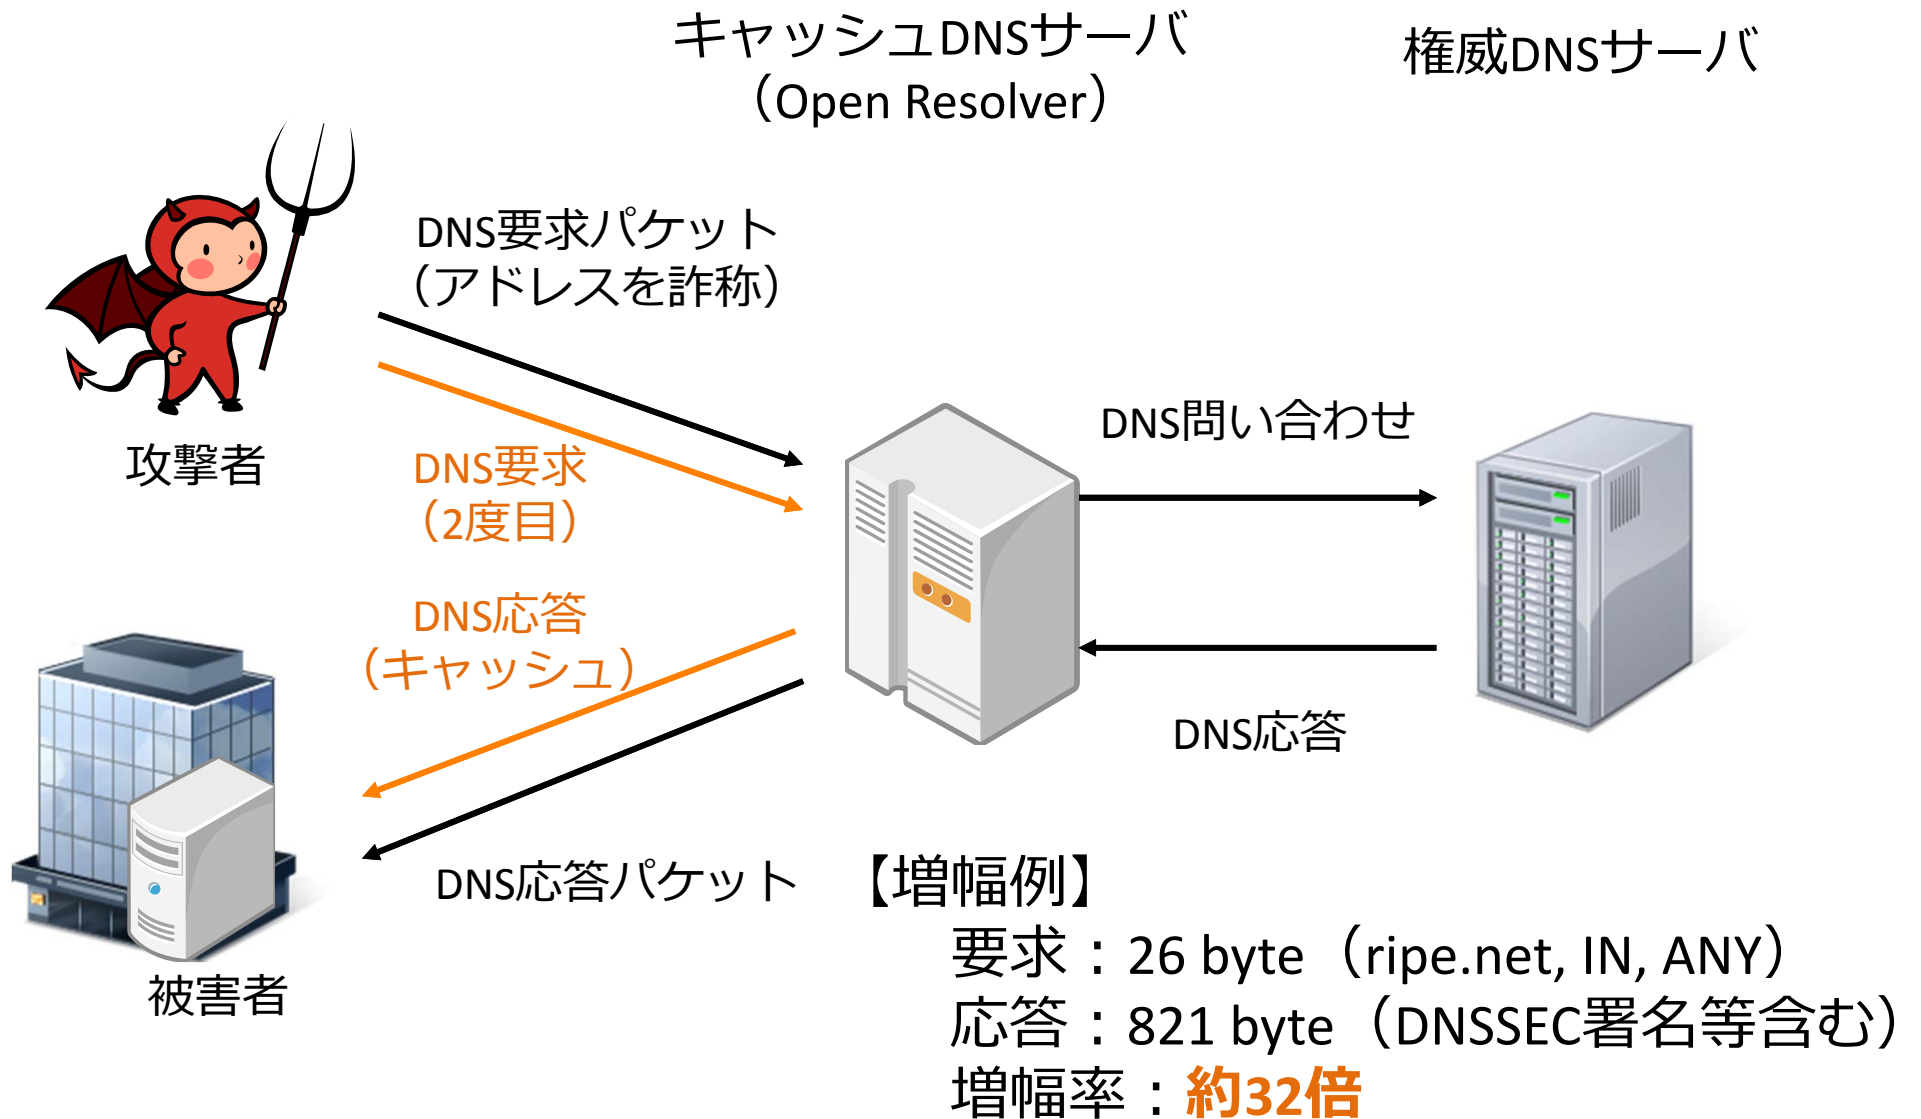 キャッシュDNSサーバ
（Open Resolver）
権威DNSサーバ
DNS要求パケット
（アドレスを詐称）
攻撃者
DNS要求
（2度目）
DNS問い合わせ
DNS応答
（キャッシュ）
DNS応答
DNS応答パケット
被害者
【増幅例】
要求：26 byte（ripe.net, IN, ANY）
応答：821 byte（DNSSEC署名等含む）
増幅率：約32倍